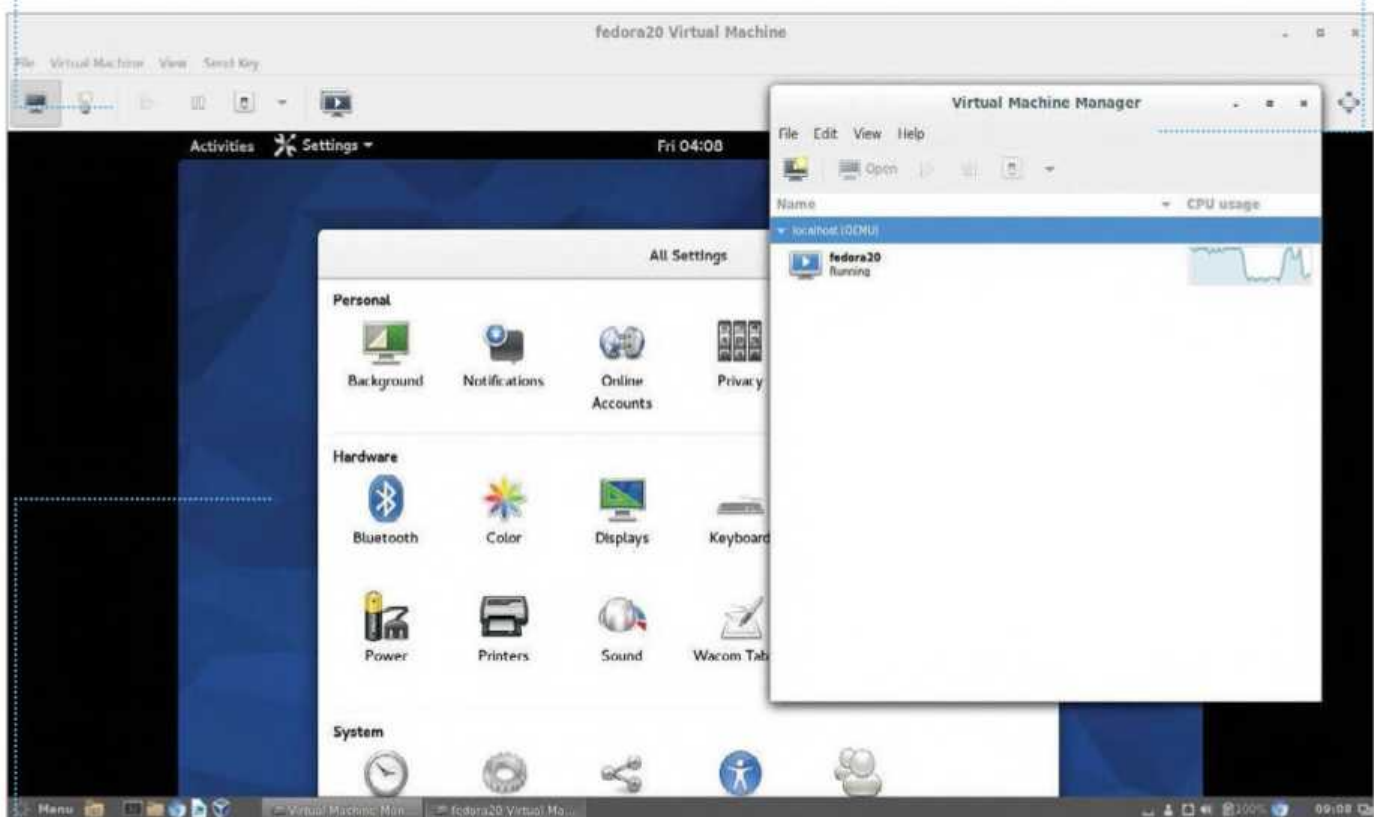 fedora20 Virtual Machine
File Virtual Machine View Send Key
Activities Settings Fri 04:08
All Settings
Personal
Background Notifications Online Accounts Privacy
Hardware
Bluetooth Color Displays Keyboard
Power Printers Sound Wacom Tab
System
Virtual Machine Manager
File Edit View Help
Open
Name CPU usage
localhost (QEMU)
fedora20
Running
Menu Virtual Machine Man... fedora20 Virtual Ma... 100% 09:08